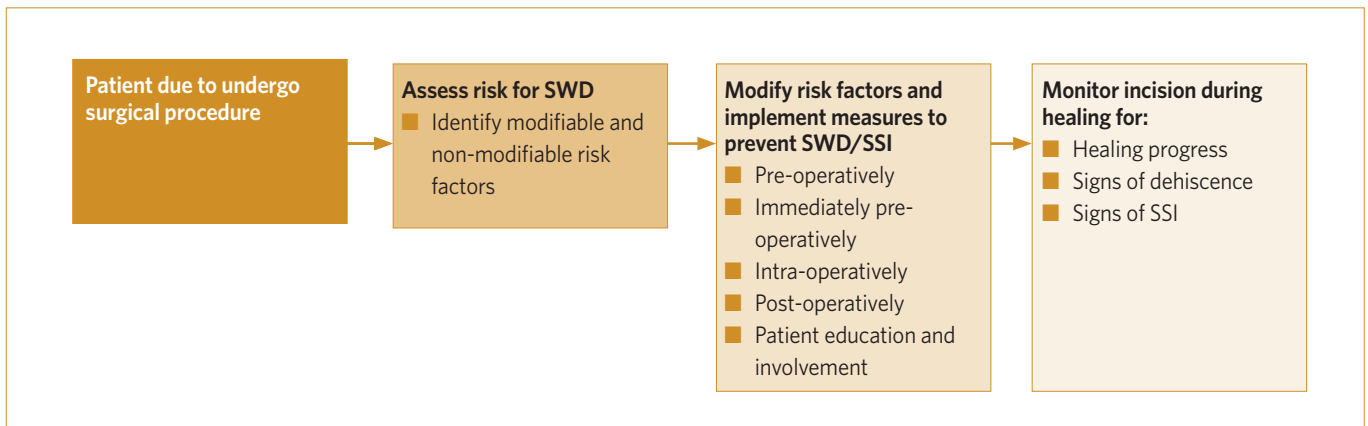 Patient due to undergo
surgical procedure
Assess risk for SWD
■ Identify modifiable and
non-modifiable risk
factors
Modify risk factors and
implement measures to
prevent SWD/SSI
■ Pre-operatively
■ Immediately pre-
operatively
■ Intra-operatively
■ Post-operatively
■ Patient education and
involvement
Monitor incision during
healing for:
■ Healing progress
■ Signs of dehiscence
■ Signs of SSI